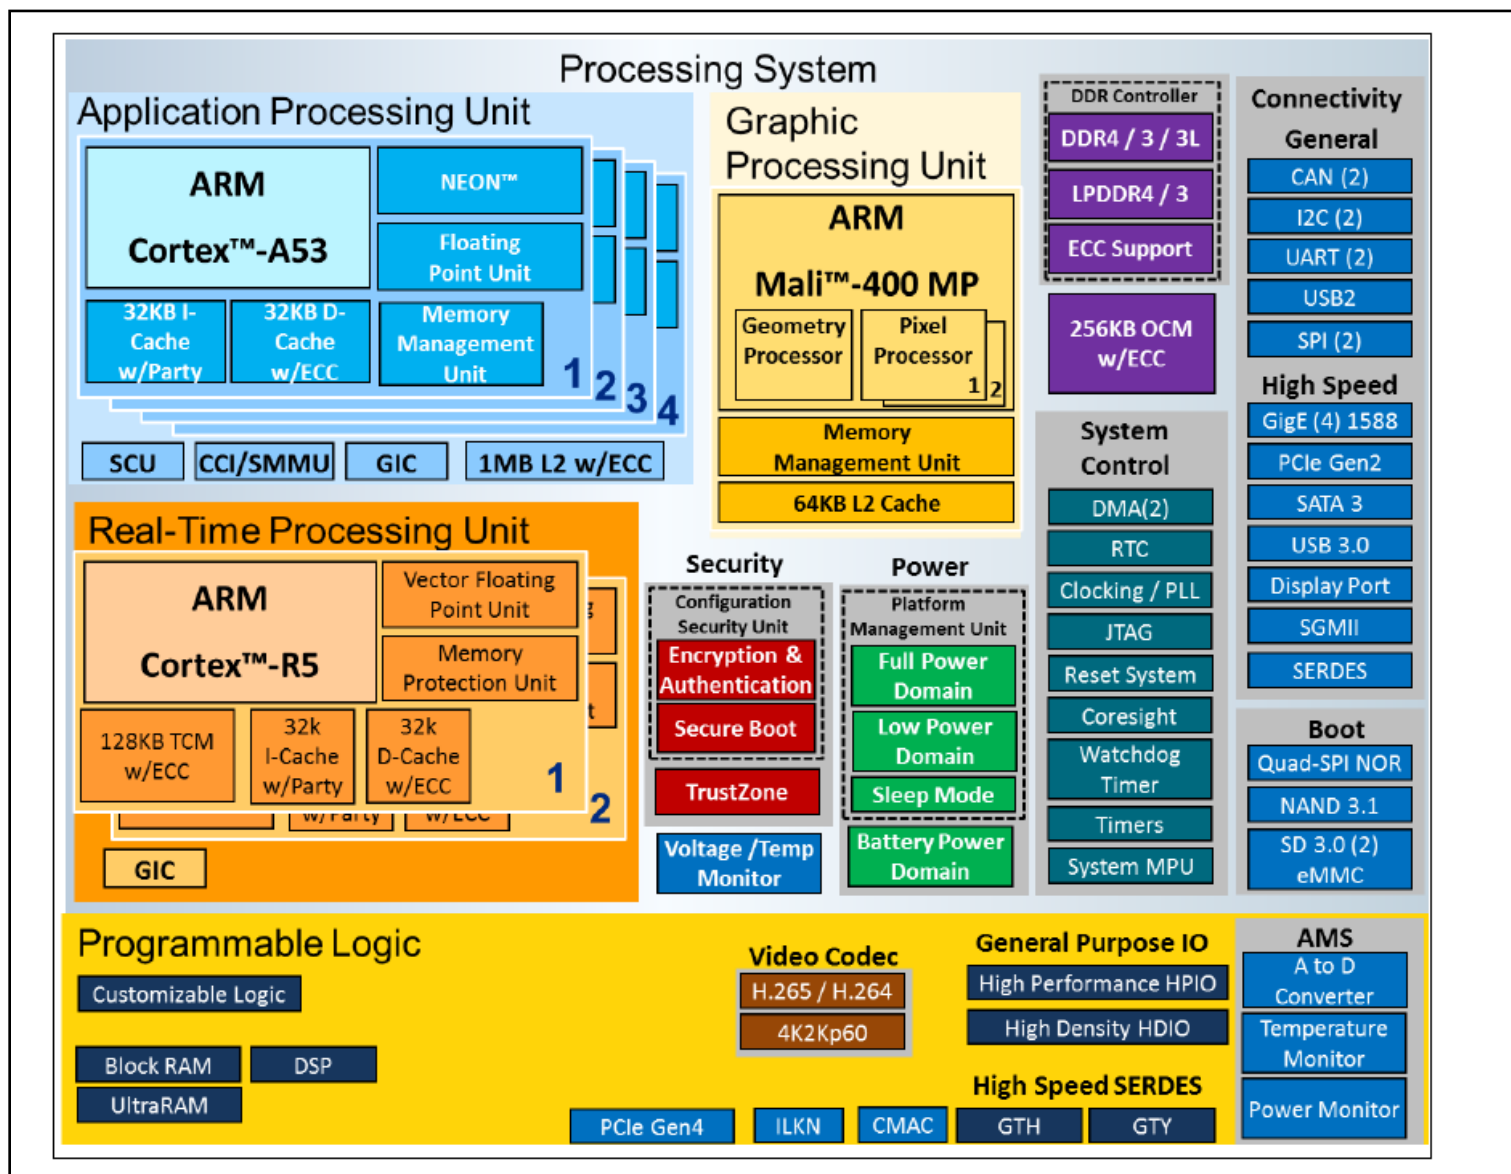 Processing System
Application Processing Unit
ARM
Cortex™-A53
NEON™
Floating
Point Unit
32KB I-
Cache
w/Party
32KB D-
Cache
w/ECC
Memory
Management
Unit
1
2
3
4
SCU
CCI/SMMU
GIC
1MB L2 w/ECC
Graphic
Processing Unit
ARM
Mali™-400 MP
Geometry
Processor
Pixel
Processor
1
2
Memory
Management Unit
64KB L2 Cache
DDR Controller
DDR4 / 3 / 3L
LPDDR4 / 3
ECC Support
256KB OCM
w/ECC
Connectivity
General
CAN (2)
I2C (2)
UART (2)
USB2
SPI (2)
High Speed
GigE (4) 1588
PCIe Gen2
SATA 3
USB 3.0
Display Port
SGMII
SERDES
Real-Time Processing Unit
ARM
Cortex™-R5
Vector Floating
Point Unit
Memory
Protection Unit
128KB TCM
w/ECC
32k
I-Cache
w/Party
32k
D-Cache
w/ECC
1
g
t
w/Party
w/ECC
2
GIC
Security
Configuration
Security Unit
Encryption &
Authentication
Secure Boot
TrustZone
Voltage /Temp
Monitor
Power
Platform
Management Unit
Full Power
Domain
Low Power
Domain
Sleep Mode
Battery Power
Domain
System
Control
DMA(2)
RTC
Clocking / PLL
JTAG
Reset System
Coresight
Watchdog
Timer
Timers
System MPU
Boot
Quad-SPI NOR
NAND 3.1
SD 3.0 (2)
eMMC
Programmable Logic
Customizable Logic
Block RAM
DSP
UltraRAM
Video Codec
H.265 / H.264
4K2Kp60
General Purpose IO
High Performance HPIO
High Density HDIO
High Speed SERDES
PCIe Gen4
ILKN
CMAC
GTH
GTY
AMS
A to D
Converter
Temperature
Monitor
Power Monitor